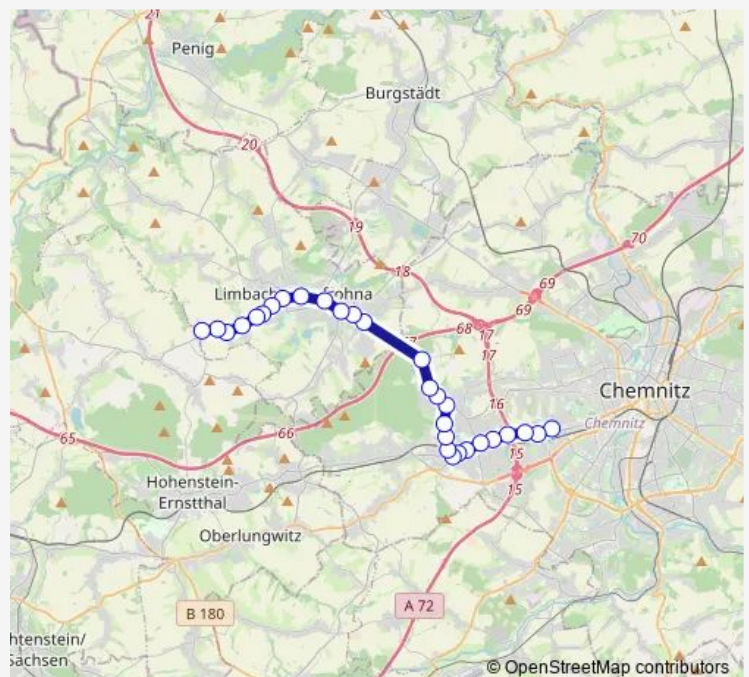 21
Penig
Burgstädt
20
19
70
18
69
Limbach
frohna
69
17
68
17
Chemnitz
16
Chemnitz
65
66
15
15
Hohenstein-
Ernstthal
Oberlungwitz
A 72
B 180
htenstein/
Sachsen
© OpenStreetMap contributors